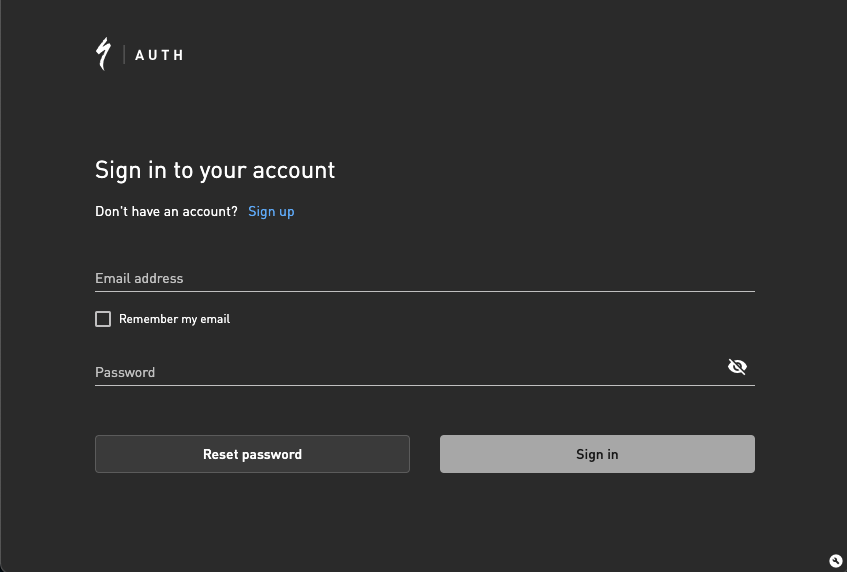 AUTH
Sign in to your account
Don't have an account? Sign up
Email address
Remember my email
Password
Reset password
Sign in